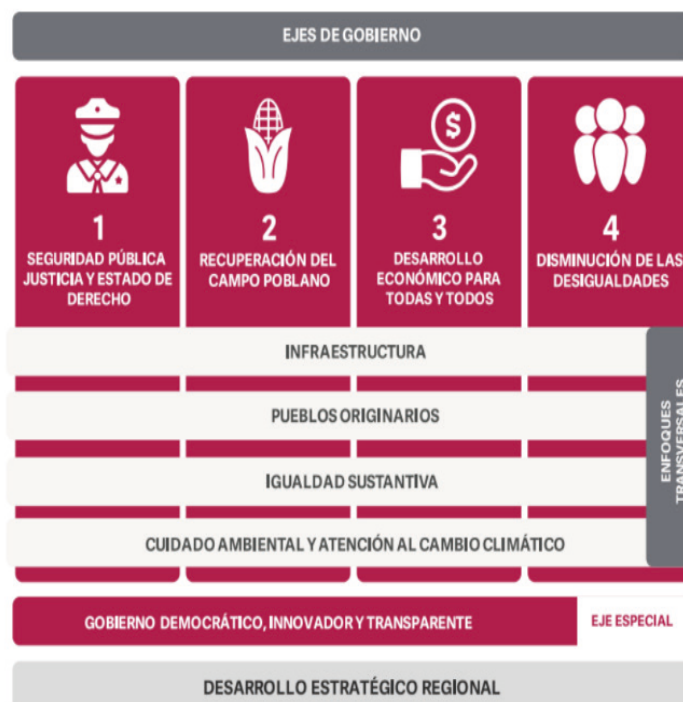 EJES DE GOBIERNO
$
1
SEGURIDAD PÚBLICA
JUSTICIA Y ESTADO DE
DERECHO
2
RECUPERACIÓN DEL
CAMPO POBLANO
3
DESARROLLO
ECONÓMICO PARA
TODAS Y TODOS
4
DISMINUCIÓN DE LAS
DESIGUALDADES
INFRAESTRUCTURA
PUEBLOS ORIGINARIOS
IGUALDAD SUSTANTIVA
CUIDADO AMBIENTAL Y ATENCIÓN AL CAMBIO CLIMÁTICO
ENFOQUES
TRANSVERSALES
GOBIERNO DEMOCRÁTICO, INNOVADOR Y TRANSPARENTE
EJE ESPECIAL
DESARROLLO ESTRATÉGICO REGIONAL